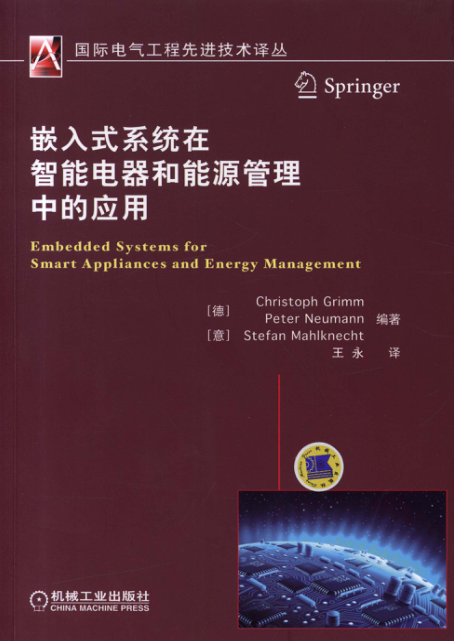 国际电气工程先进技术译丛
Springer
嵌入式系统在
智能电器和能源管理
中的应用
Embedded Systems for
Smart Appliances and Energy Management
[德] Christoph Grimm
Peter Neumann 编著
[意] Stefan Mahlknecht
王永 译
机械工业出版社
CHINA MACHINE PRESS